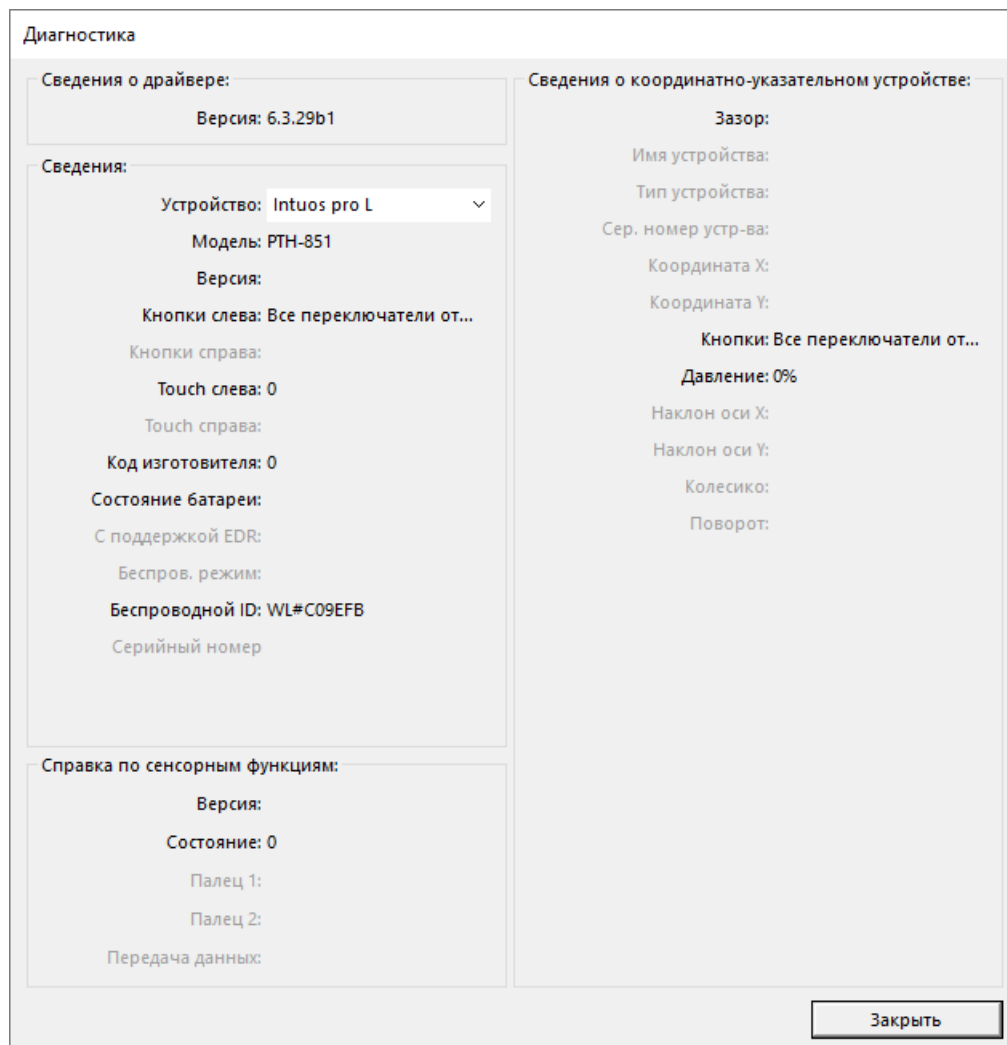 Диагностика
Сведения о драйвере:
Версия: 6.3.29b1
Сведения:
Устройство: Intuos pro L
Модель: PTH-851
Версия:
Кнопки слева: Все переключатели от...
Кнопки справа:
Touch слева: 0
Touch справа:
Код изготовителя: 0
Состояние батареи:
С поддержкой EDR:
Беспров. режим:
Беспроводной ID: WL#C09EFB
Серийный номер
Справка по сенсорным функциям:
Версия:
Состояние: 0
Палец 1:
Палец 2:
Передача данных:
Сведения о координатно-указательном устройстве:
Зазор:
Имя устройства:
Тип устройства:
Сер. номер устр-ва:
Координата X:
Координата Y:
Кнопки: Все переключатели от...
Давление: 0%
Наклон оси X:
Наклон оси Y:
Колесико:
Поворот:
Закрыть